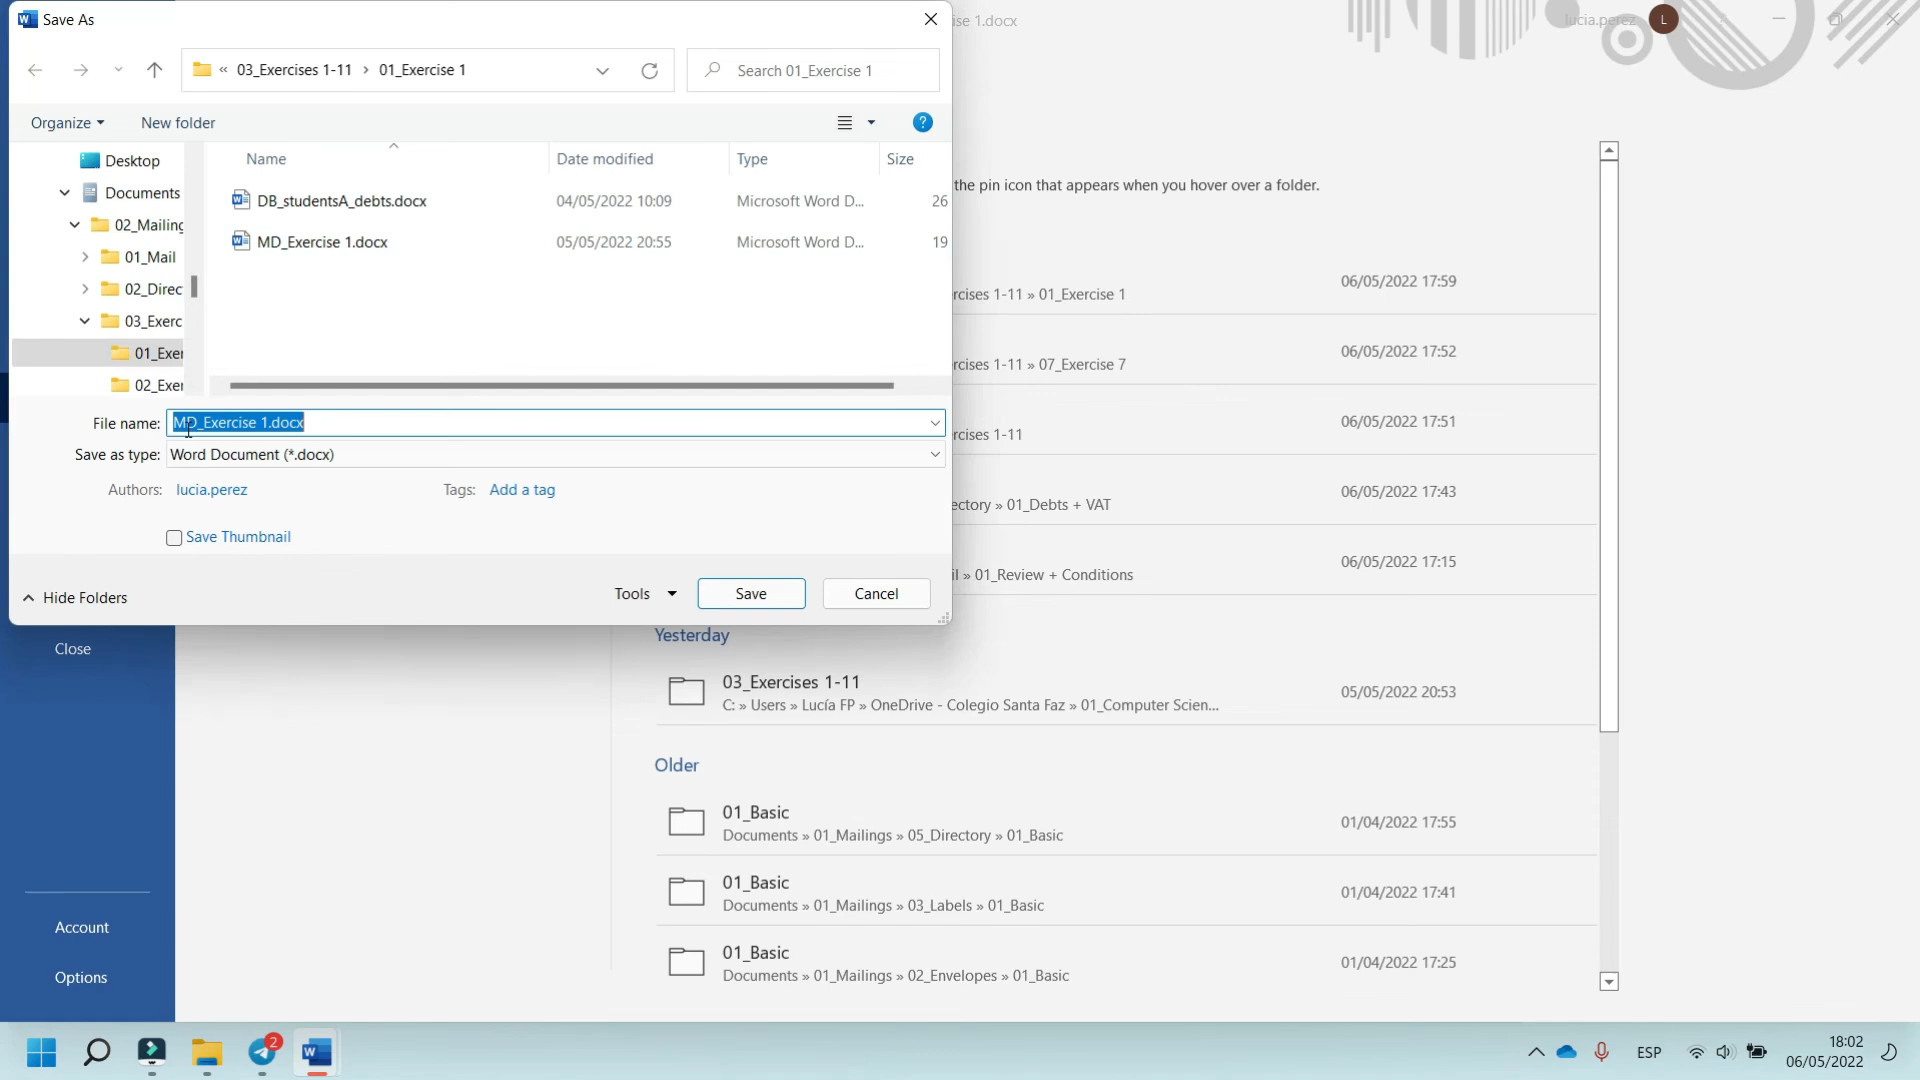 Save As
se 1.docx
lucia.perez
L
« 03_Exercises 1-11 › 01_Exercise 1
Search 01_Exercise 1
Organize
New folder
?
Desktop
Documents
02_Mailing
01_Mail
02_Direc
03_Exerc
01_Exer
02_Exer
Name Date modified Type Size
DB_studentsA_debts.docx 04/05/2022 10:09 Microsoft Word D... 26
MD_Exercise 1.docx 05/05/2022 20:55 Microsoft Word D... 19
File name: MD_Exercise 1.docx
Save as type: Word Document (*.docx)
Authors: lucia.perez Tags: Add a tag
Save Thumbnail
Hide Folders
Tools
Save
Cancel
the pin icon that appears when you hover over a folder.
06/05/2022 17:59
rcises 1-11 » 01_Exercise 1
06/05/2022 17:52
rcises 1-11 » 07_Exercise 7
06/05/2022 17:51
rcises 1-11
06/05/2022 17:43
ectory » 01_Debts + VAT
06/05/2022 17:15
il » 01_Review + Conditions
Yesterday
03_Exercises 1-11
C: » Users » Lucía FP » OneDrive - Colegio Santa Faz » 01_Computer Scien...
05/05/2022 20:53
Older
01_Basic
Documents » 01_Mailings » 05_Directory » 01_Basic
01/04/2022 17:55
01_Basic
Documents » 01_Mailings » 03_Labels » 01_Basic
01/04/2022 17:41
01_Basic
Documents » 01_Mailings » 02_Envelopes » 01_Basic
01/04/2022 17:25
Close
Account
Options
2
W
ESP
18:02
06/05/2022